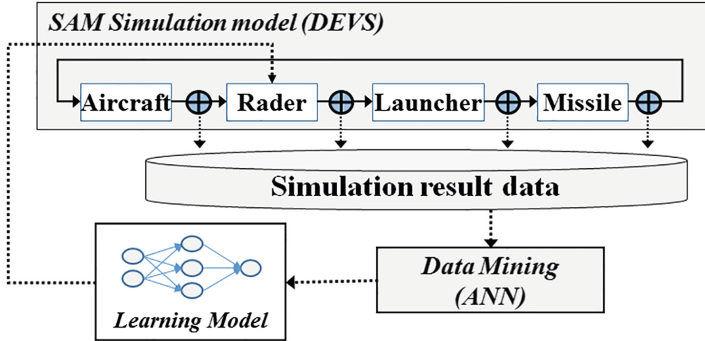 SAM Simulation model (DEVS)
Aircraft
Rader
Launcher
Missile
Simulation result data
Data Mining
(ANN)
Learning Model